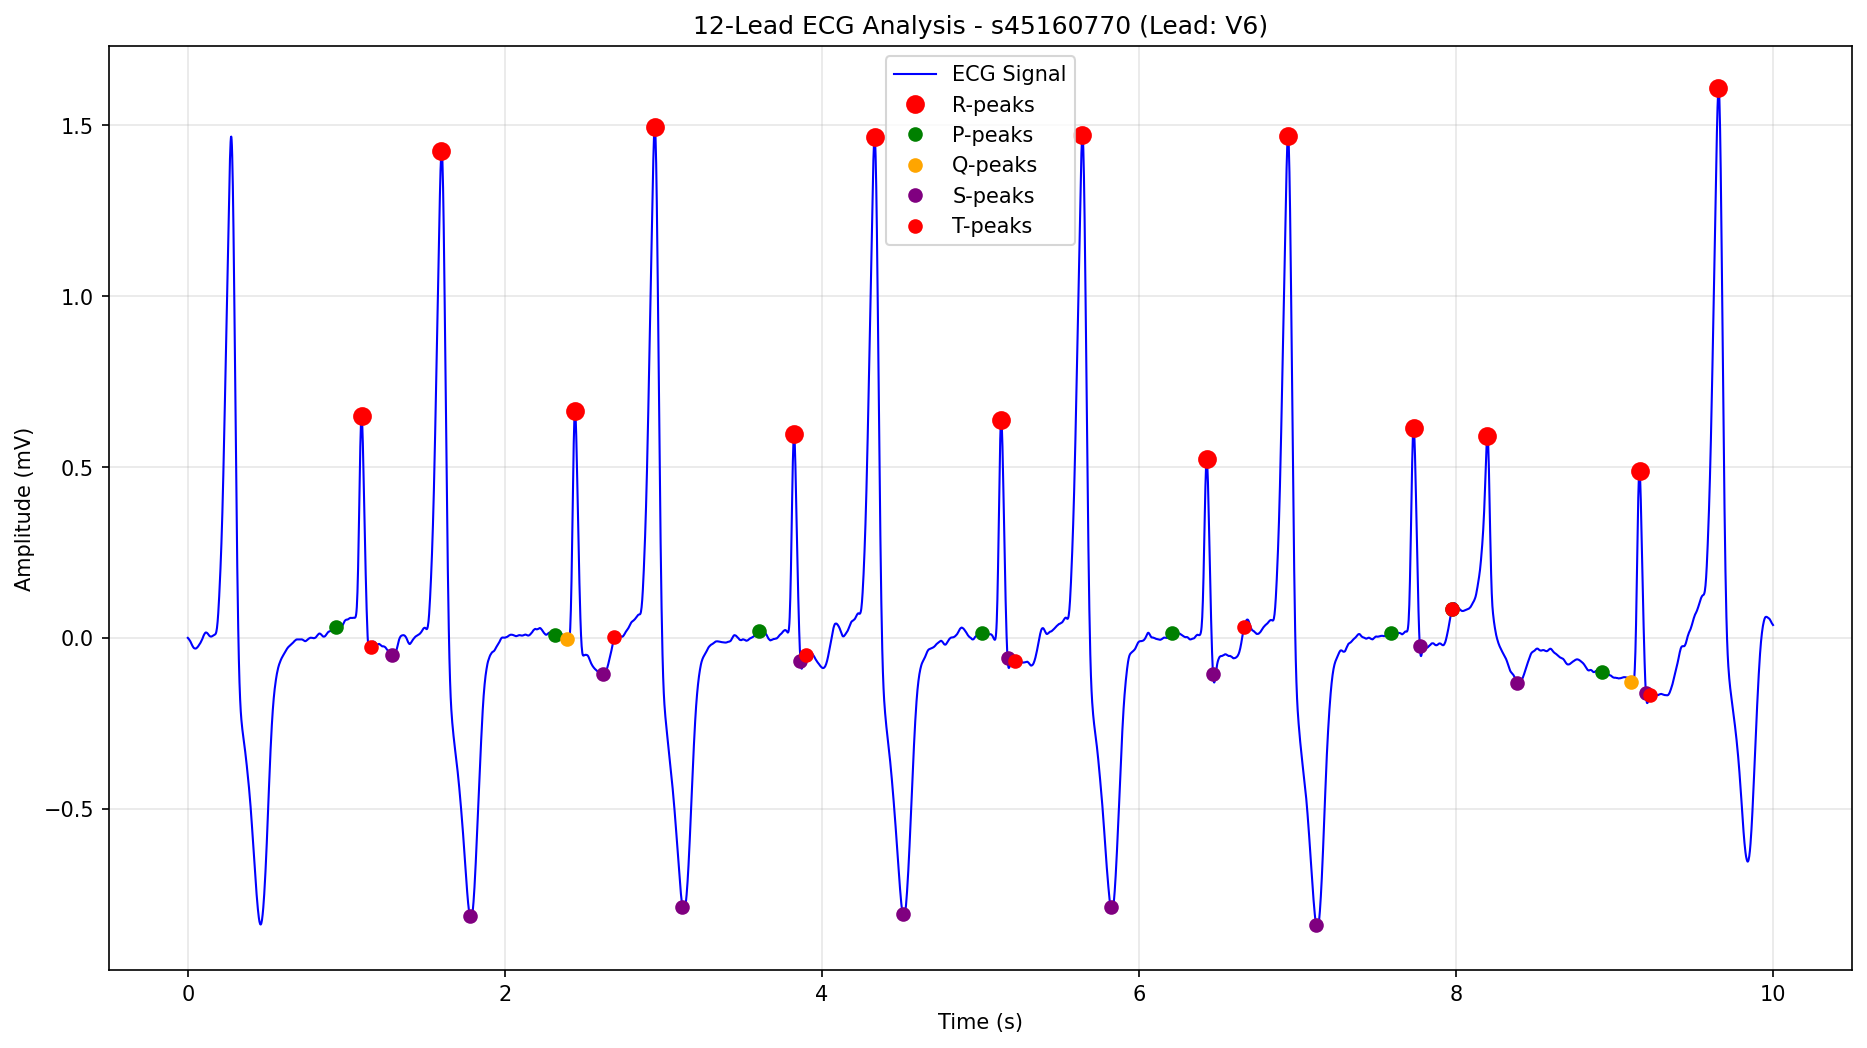 12-Lead ECG Analysis - s45160770 (Lead: V6)
ECG Signal
R-peaks
P-peaks
Q-peaks
S-peaks
T-peaks
Amplitude (mV)
1.5
1.0
0.5
0.0
−0.5
0 2 4 6 8 10
Time (s)